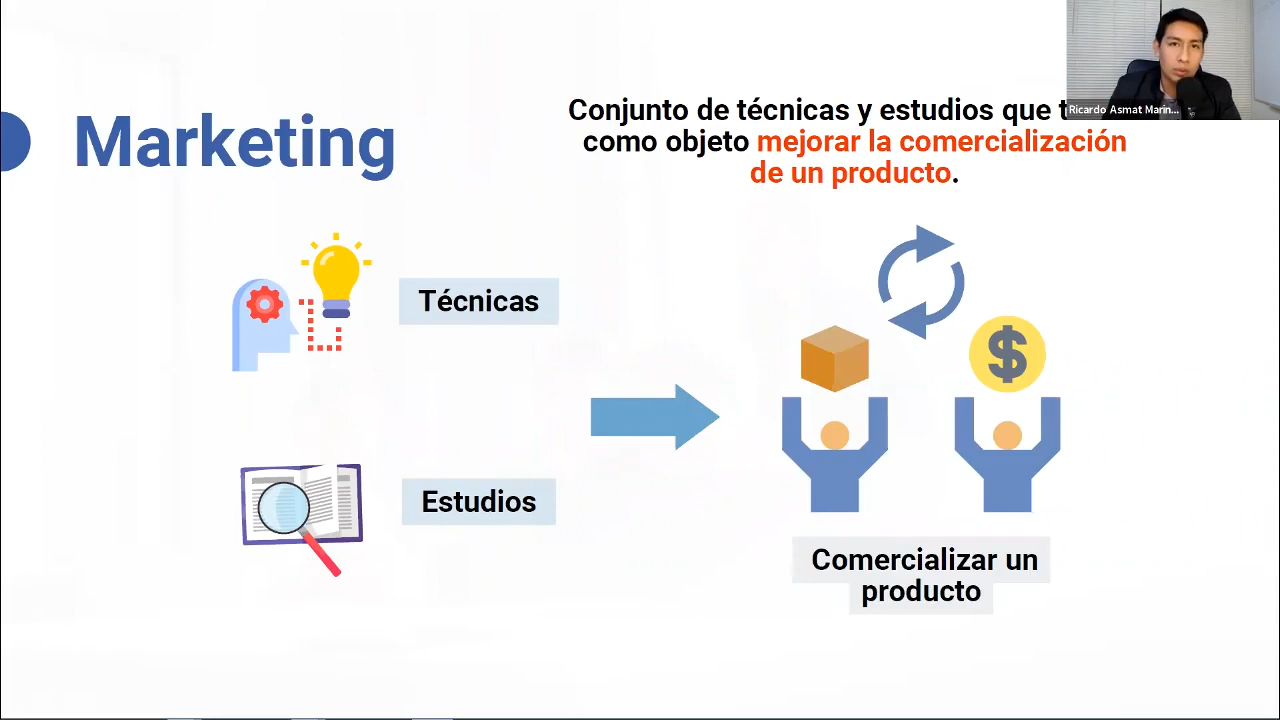 Marketing
Conjunto de técnicas y estudios que
como objeto mejorar la comercialización
de un producto.
Ricardo Asmat Marin...
Técnicas
Estudios
Comercializar un
producto